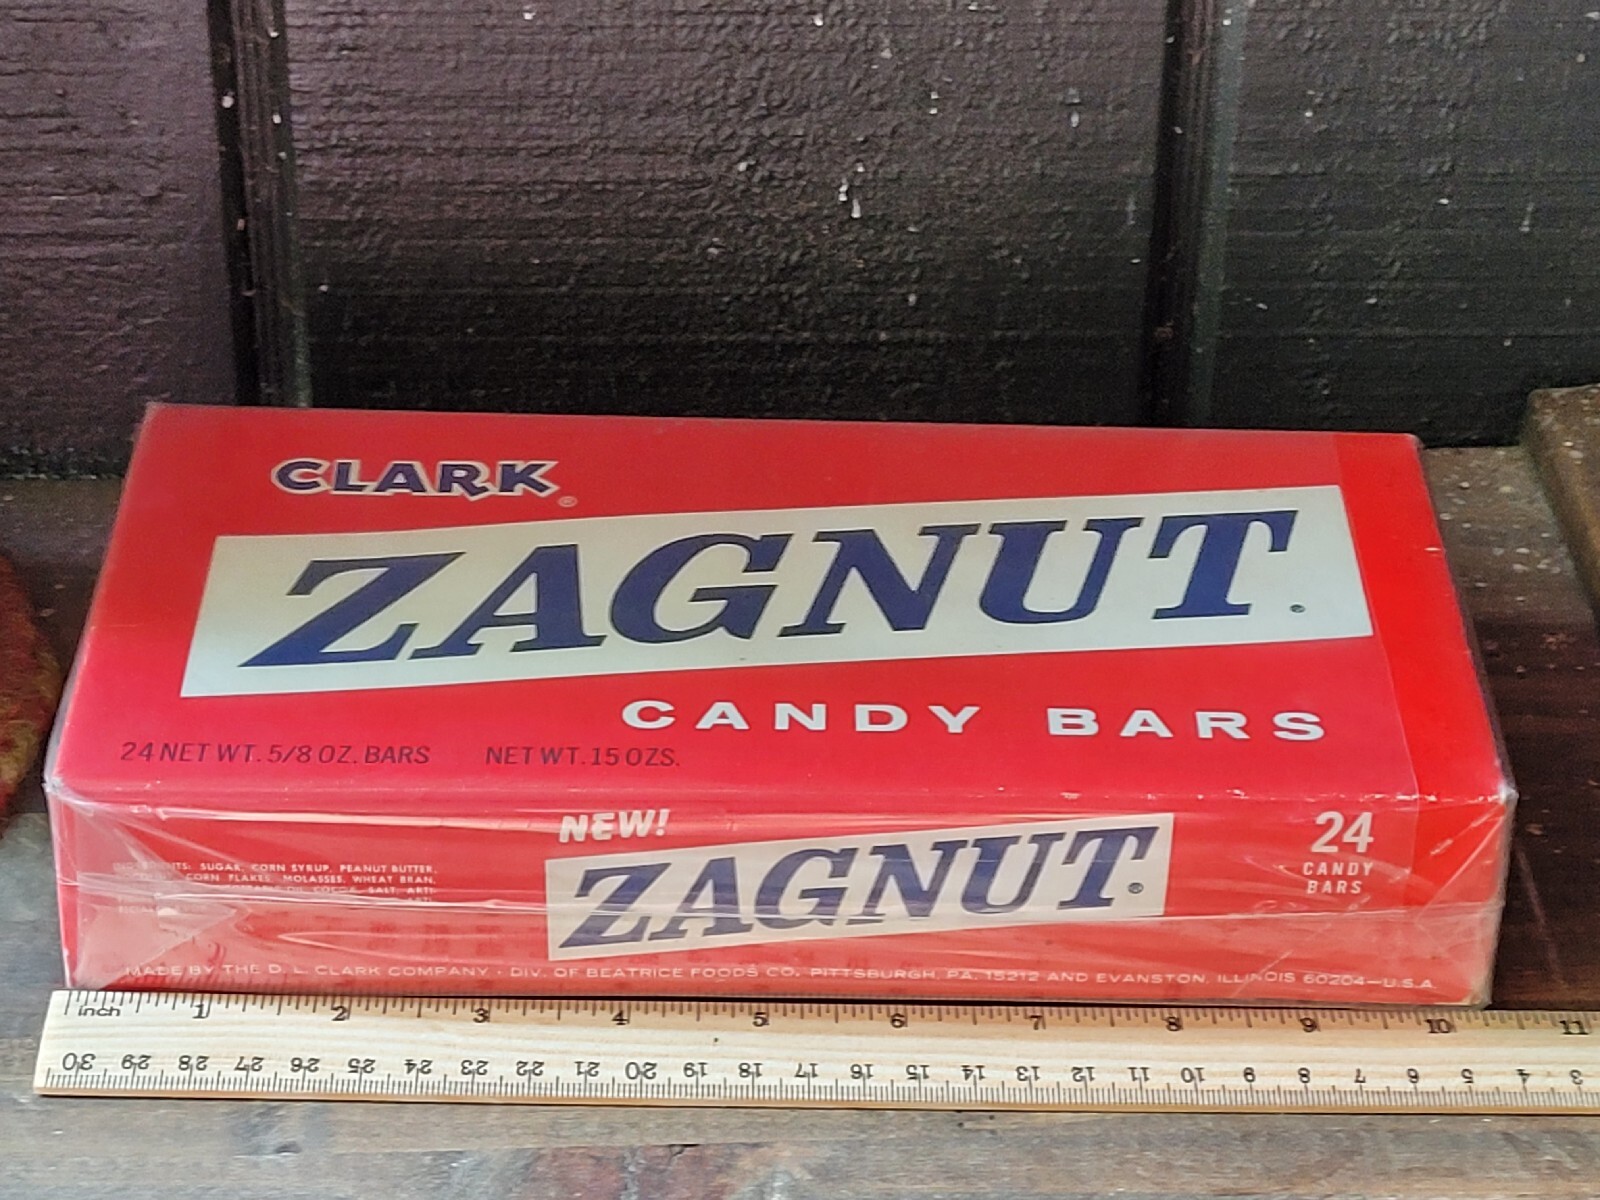 CLARK®
ZAGNUT®
CANDY BARS
24 NET WT. 5/8 OZ. BARS NET WT. 15 OZS.
NEW!
ZAGNUT®
24
CANDY
BARS
SUGAR, CORN SYRUP, PEANUT BUTTER,
CORN FLAKES, MOLASSES, WHEAT BRAN,
OIL, COCOA, SALT, ARTI-
MADE BY THE D. L. CLARK COMPANY • DIV. OF BEATRICE FOODS CO. PITTSBURGH, PA. 15212 AND EVANSTON, ILLINOIS 60204—U.S.A.
inch 1 2 3 4 5 6 7 8 9 10 11
30 29 28 27 26 25 24 23 22 21 20 19 18 17 16 15 14 13 12 11 10 9 8 7 6 5 4 3